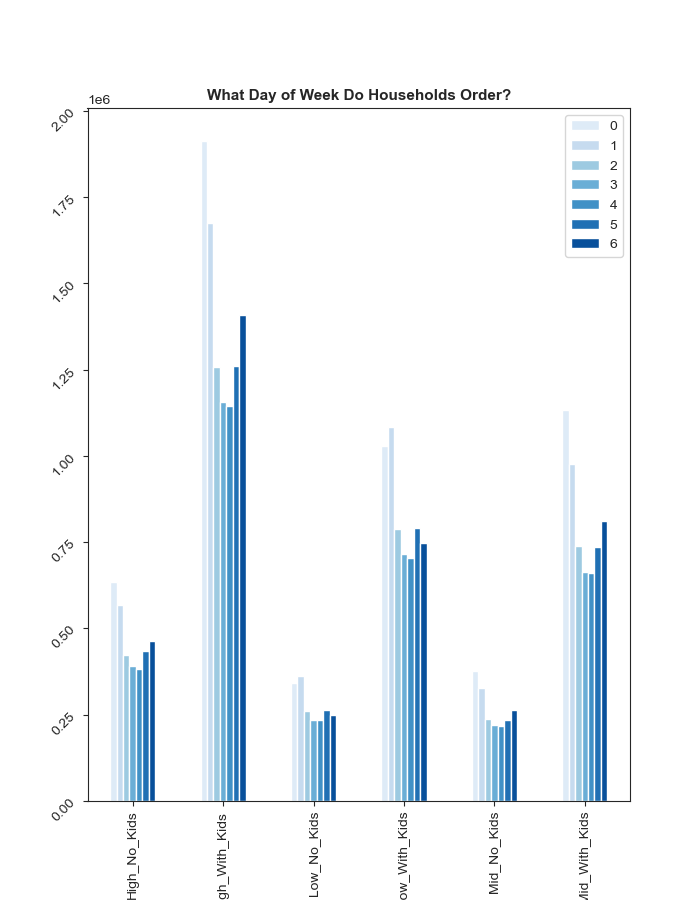 What Day of Week Do Households Order?
1e6
2.00
1.75
1.50
1.25
1.00
0.75
0.50
0.25
0.00
0
1
2
3
4
5
6
High_No_Kids
gh_With_Kids
Low_No_Kids
ow_With_Kids
Mid_No_Kids
Mid_With_Kids